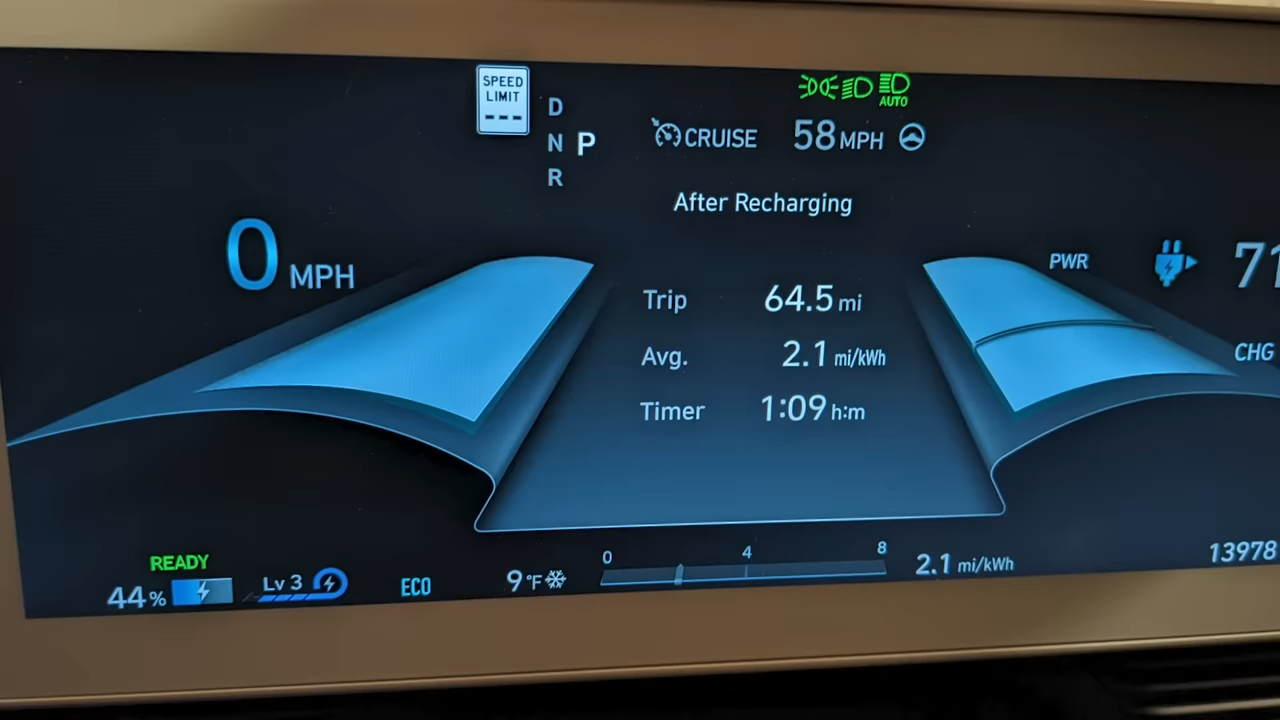 SPEED
LIMIT
---
D
N P
R
AUTO
CRUISE 58 MPH
After Recharging
0 MPH
PWR
71
Trip 64.5 mi
Avg. 2.1 mi/kWh
CHG
Timer 1:09 h:m
READY
44%
Lv 3
ECO
9°F
0 4 8
2.1 mi/kWh
13978